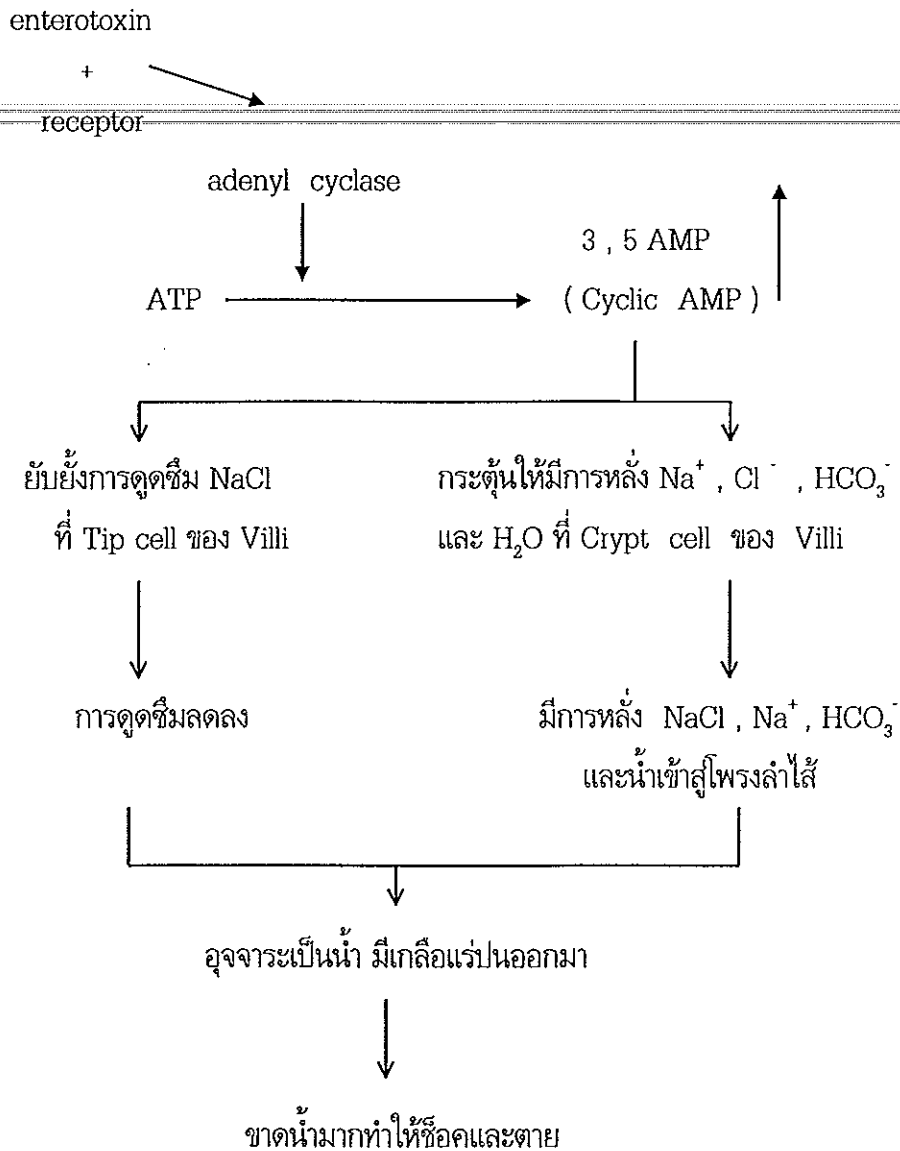 enterotoxin
+
receptor
adenyl cyclase
3 , 5 AMP
ATP
( Cyclic AMP )
ยับยั้งการดูดซึม NaCl
ที่ Tip cell ของ Villi
กระตุ้นให้มีการหลั่ง Na⁺ , Cl⁻ , HCO₃⁻
และ H₂O ที่ Crypt cell ของ Villi
การดูดซึมลดลง
มีการหลั่ง NaCl , Na⁺ , HCO₃⁻
และน้ำเข้าสู่โพรงลำไส้
อุจจาระเป็นน้ำ มีเกลือแร่ปนออกมา
ขาดน้ำมากทำให้ช็อคและตาย